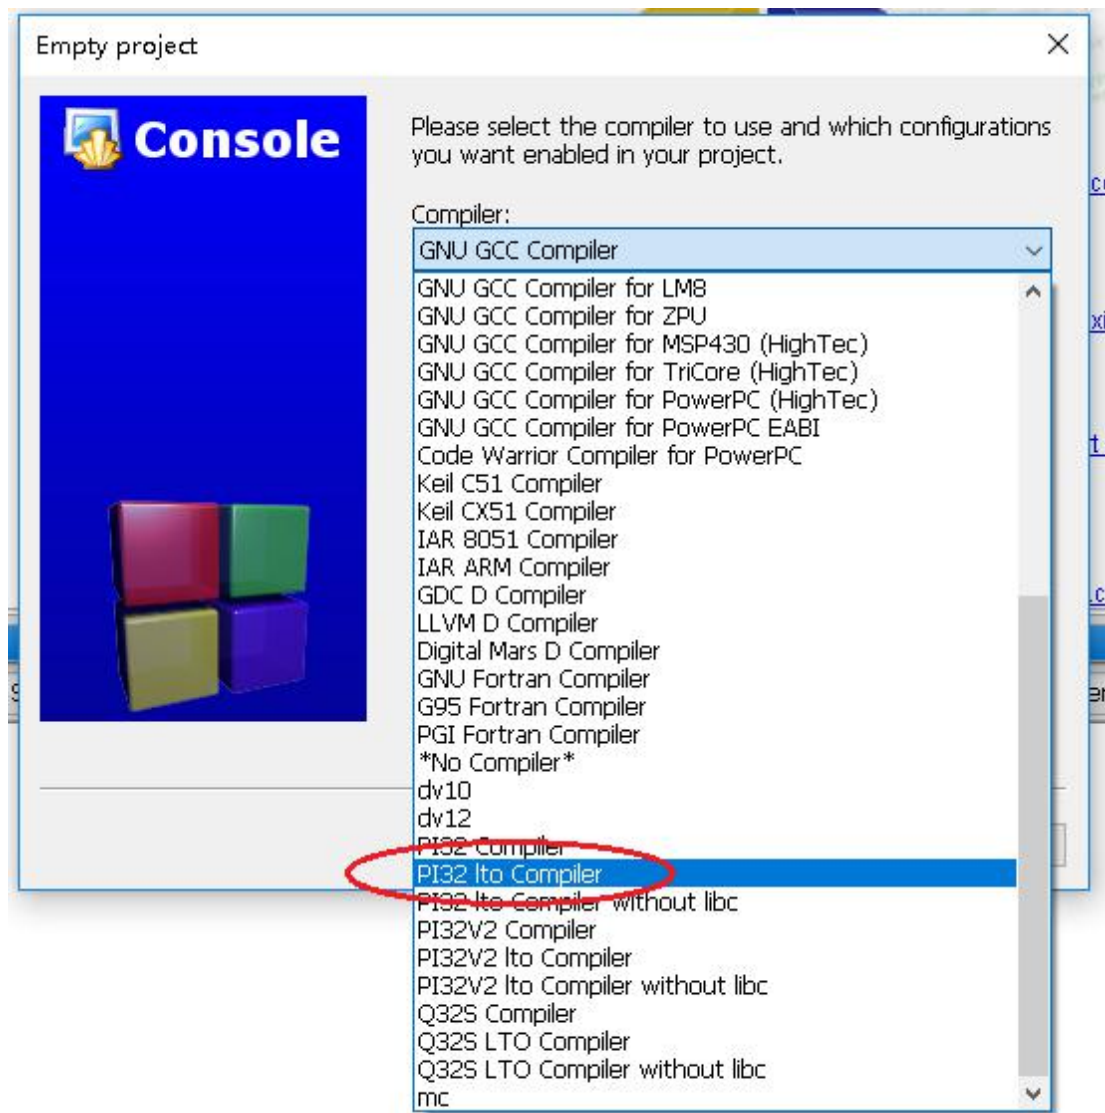 Empty project
Console
Please select the compiler to use and which configurations
you want enabled in your project.
Compiler:
GNU GCC Compiler
GNU GCC Compiler for LM8
GNU GCC Compiler for ZPU
GNU GCC Compiler for MSP430 (HighTec)
GNU GCC Compiler for TriCore (HighTec)
GNU GCC Compiler for PowerPC (HighTec)
GNU GCC Compiler for PowerPC EABI
Code Warrior Compiler for PowerPC
Keil C51 Compiler
Keil CX51 Compiler
IAR 8051 Compiler
IAR ARM Compiler
GDC D Compiler
LLVM D Compiler
Digital Mars D Compiler
GNU Fortran Compiler
G95 Fortran Compiler
PGI Fortran Compiler
*No Compiler*
dv10
dv12
PI32 Compiler
PI32 lto Compiler
PI32 lto Compiler without libc
PI32V2 Compiler
PI32V2 lto Compiler
PI32V2 lto Compiler without libc
Q32S Compiler
Q32S LTO Compiler
Q32S LTO Compiler without libc
mc